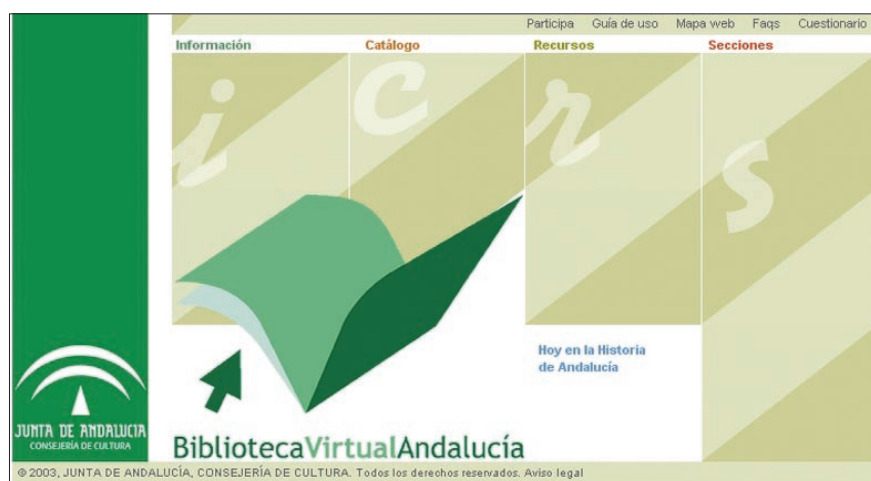 Participa Guía de uso Mapa web Faqs Cuestionario
Información Catálogo Recursos Secciones
i c r s
Hoy en la Historia
de Andalucía
JUNTA DE ANDALUCIA
CONSEJERÍA DE CULTURA
BibliotecaVirtualAndalucía
© 2003, JUNTA DE ANDALUCÍA, CONSEJERÍA DE CULTURA. Todos los derechos reservados. Aviso legal